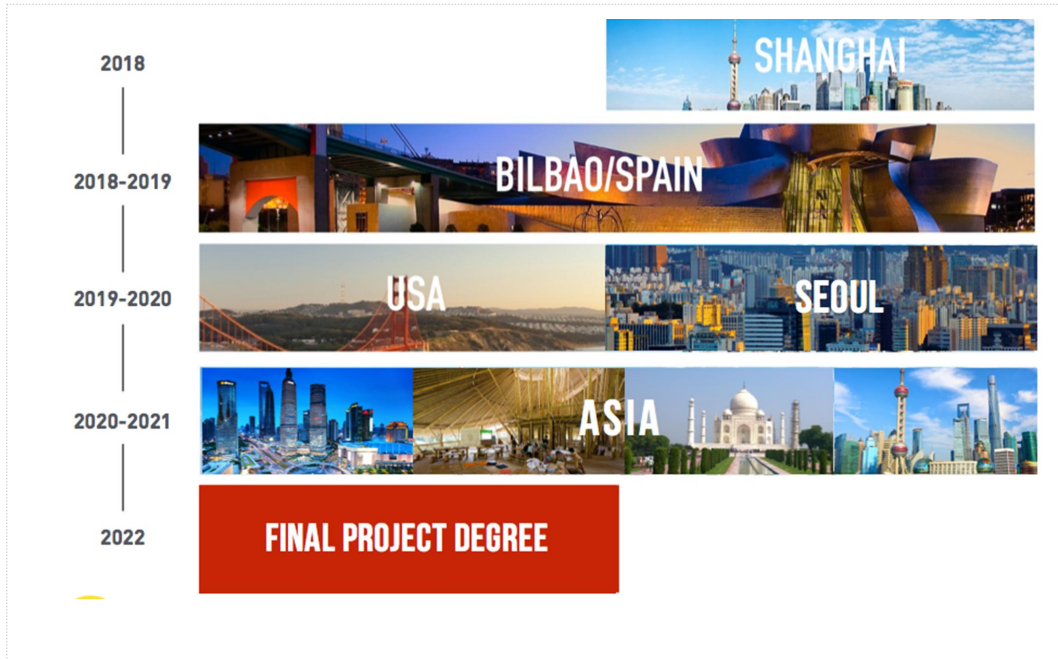 2018
SHANGHAI
2018-2019
BILBAO/SPAIN
2019-2020
USA
SEOUL
2020-2021
ASIA
2022
FINAL PROJECT DEGREE